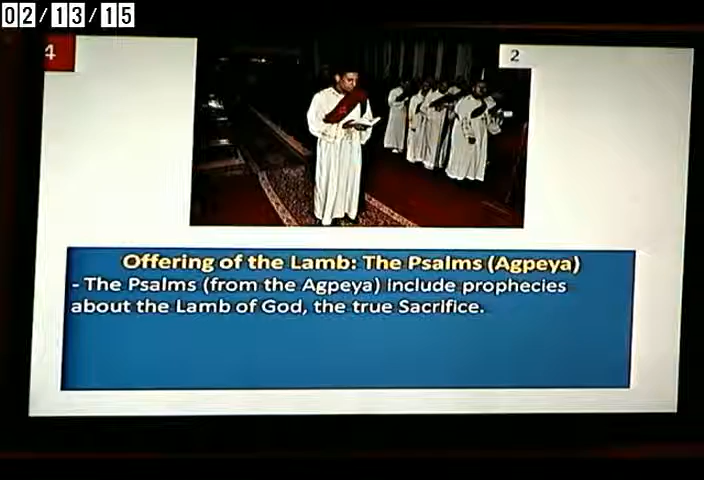 02/13/15
4
2
Offering of the Lamb: The Psalms (Agpeya)
- The Psalms (from the Agpeya) include prophecies
about the Lamb of God, the true Sacrifice.